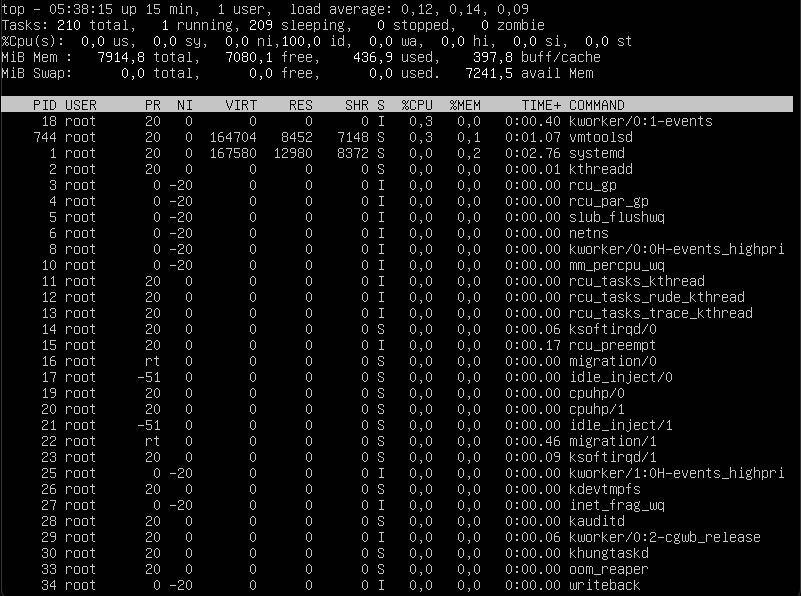 top - 05:38:15 up 15 min,  1 user,  load average: 0,12, 0,14, 0,09
Tasks: 210 total,   1 running, 209 sleeping,   0 stopped,   0 zombie
%Cpu(s):  0,0 us,  0,0 sy,  0,0 ni,100,0 id,  0,0 wa,  0,0 hi,  0,0 si,  0,0 st
MiB Mem :   7914,8 total,   7080,1 free,    436,9 used,    397,8 buff/cache
MiB Swap:      0,0 total,      0,0 free,      0,0 used.   7241,5 avail Mem
PID USER      PR  NI    VIRT    RES    SHR S  %CPU  %MEM     TIME+ COMMAND
18 root      20   0       0      0      0 I   0,3   0,0   0:00.40 kworker/0:1-events
744 root      20   0  164704   8452   7148 S   0,3   0,1   0:01.07 vmtoolsd
1 root      20   0  167580  12980   8372 S   0,0   0,2   0:02.76 systemd
2 root      20   0       0      0      0 S   0,0   0,0   0:00.01 kthreadd
3 root       0 -20       0      0      0 I   0,0   0,0   0:00.00 rcu_gp
4 root       0 -20       0      0      0 I   0,0   0,0   0:00.00 rcu_par_gp
5 root       0 -20       0      0      0 I   0,0   0,0   0:00.00 slub_flushwq
6 root       0 -20       0      0      0 I   0,0   0,0   0:00.00 netns
8 root       0 -20       0      0      0 I   0,0   0,0   0:00.00 kworker/0:0H-events_highpri
10 root       0 -20       0      0      0 I   0,0   0,0   0:00.00 mm_percpu_wq
11 root      20   0       0      0      0 I   0,0   0,0   0:00.00 rcu_tasks_kthread
12 root      20   0       0      0      0 I   0,0   0,0   0:00.00 rcu_tasks_rude_kthread
13 root      20   0       0      0      0 I   0,0   0,0   0:00.00 rcu_tasks_trace_kthread
14 root      20   0       0      0      0 S   0,0   0,0   0:00.06 ksoftirqd/0
15 root      20   0       0      0      0 I   0,0   0,0   0:00.17 rcu_preempt
16 root      rt   0       0      0      0 S   0,0   0,0   0:00.00 migration/0
17 root     -51   0       0      0      0 S   0,0   0,0   0:00.00 idle_inject/0
19 root      20   0       0      0      0 S   0,0   0,0   0:00.00 cpuhp/0
20 root      20   0       0      0      0 S   0,0   0,0   0:00.00 cpuhp/1
21 root     -51   0       0      0      0 S   0,0   0,0   0:00.00 idle_inject/1
22 root      rt   0       0      0      0 S   0,0   0,0   0:00.46 migration/1
23 root      20   0       0      0      0 S   0,0   0,0   0:00.09 ksoftirqd/1
25 root       0 -20       0      0      0 I   0,0   0,0   0:00.00 kworker/1:0H-events_highpri
26 root      20   0       0      0      0 S   0,0   0,0   0:00.00 kdevtmpfs
27 root       0 -20       0      0      0 I   0,0   0,0   0:00.00 inet_frag_wq
28 root      20   0       0      0      0 S   0,0   0,0   0:00.00 kauditd
29 root      20   0       0      0      0 I   0,0   0,0   0:00.06 kworker/0:2-cgwb_release
30 root      20   0       0      0      0 S   0,0   0,0   0:00.00 khungtaskd
33 root      20   0       0      0      0 S   0,0   0,0   0:00.00 oom_reaper
34 root       0 -20       0      0      0 I   0,0   0,0   0:00.00 writeback